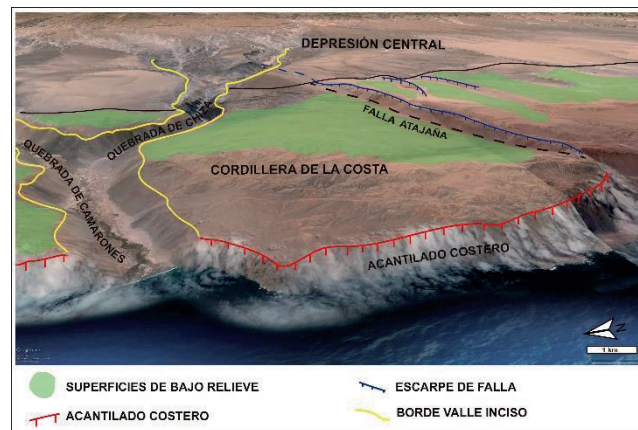 DEPRESIÓN CENTRAL
QUEBRADA DE CHIZA
FALLA ATAJAÑA
CORDILLERA DE LA COSTA
QUEBRADA DE CAMARONES
ACANTILADO COSTERO
N
1 km
SUPERFICIES DE BAJO RELIEVE
ESCARPE DE FALLA
ACANTILADO COSTERO
BORDE VALLE INCISO